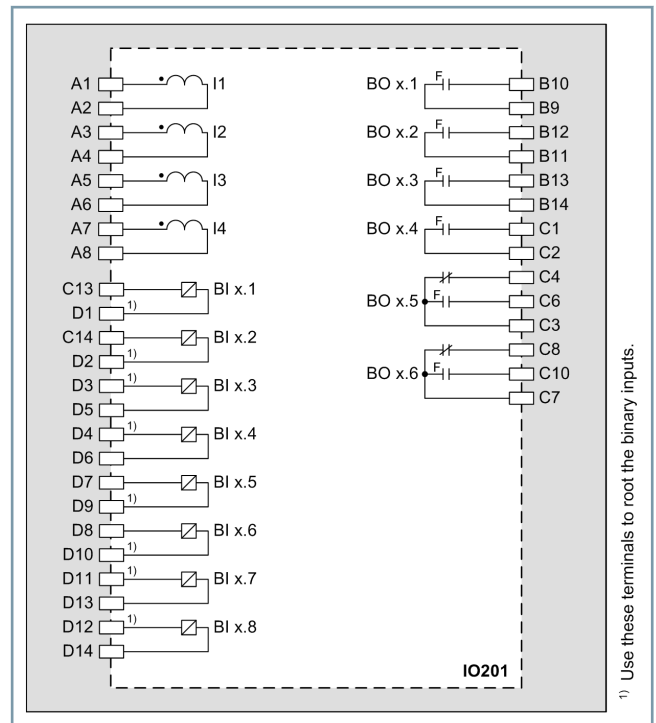 A1 I1
A2
A3 I2
A4
A5 I3
A6
A7 I4
A8
C13 BI x.1
D1 1)
C14 BI x.2
D2 1)
D3 1) BI x.3
D5
D4 1) BI x.4
D6
D7 BI x.5
D9 1)
D8 BI x.6
D10 1)
D11 1) BI x.7
D13
D12 1) BI x.8
D14
BO x.1 F B10
B9
BO x.2 F B12
B11
BO x.3 F B13
B14
BO x.4 F C1
C2
C4
BO x.5 F C6
C3
C8
BO x.6 F C10
C7
IO201
1) Use these terminals to root the binary inputs.